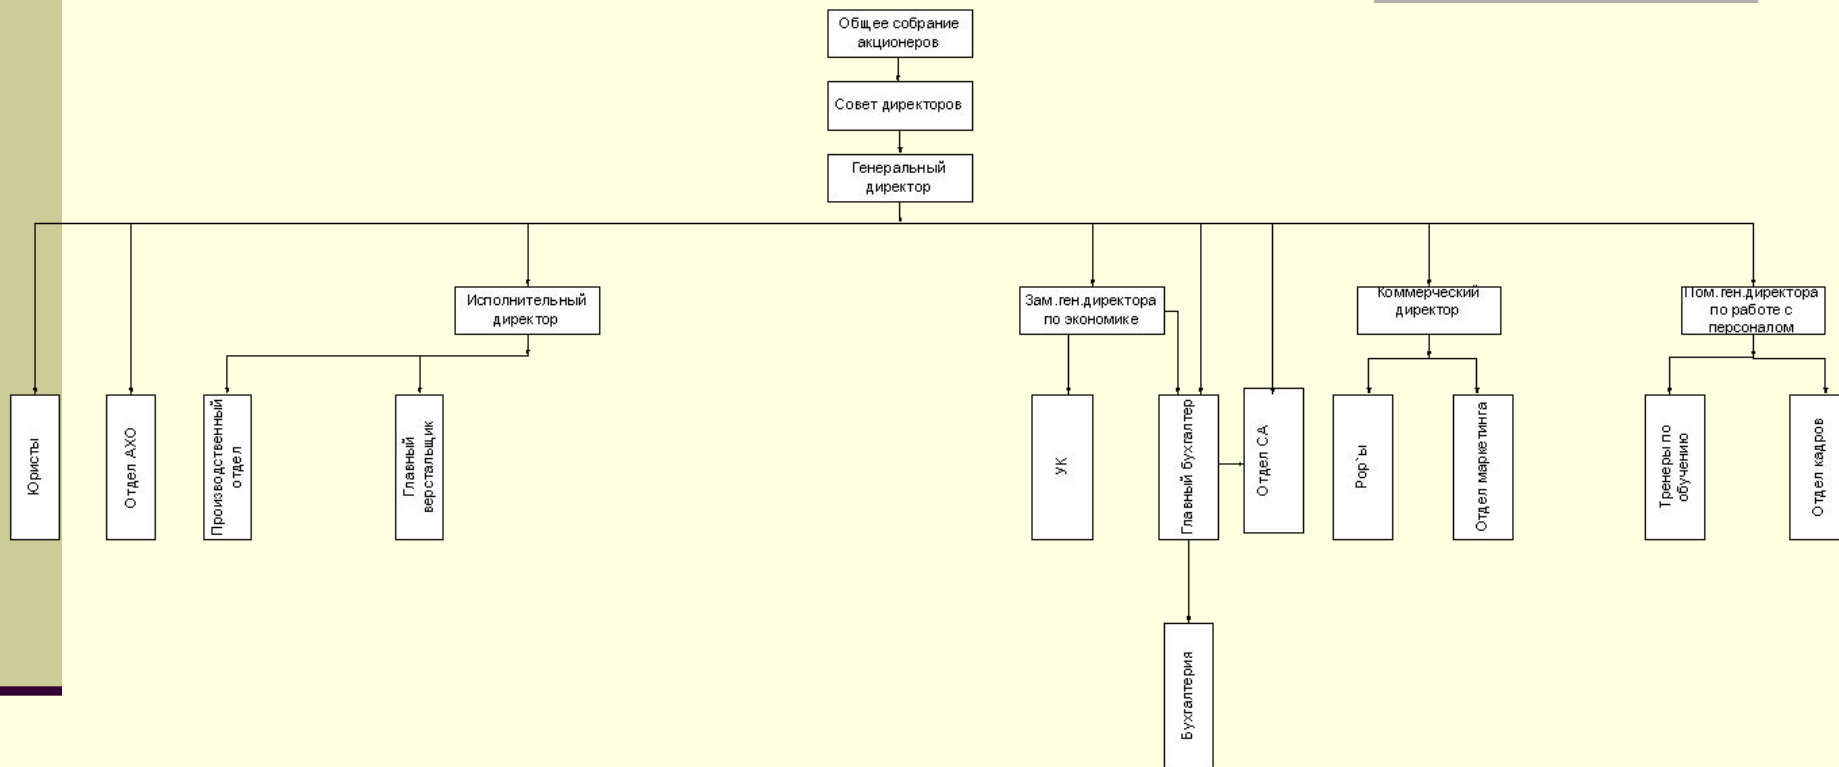 Общее собрание
акционеров
Совет директоров
Генеральный
директор
Исполнительный
директор
Зам.ген.директора
по экономике
Коммерческий
директор
Пом.ген.директора
по работе с
персоналом
Юристы
Отдел АХО
Производственный
отдел
Главный
верстальщик
УК
Главный бухгалтер
Отдел СА
Рор`ы
Отдел маркетинга
Тренеры по
обучению
Отдел кадров
Бухгалтерия